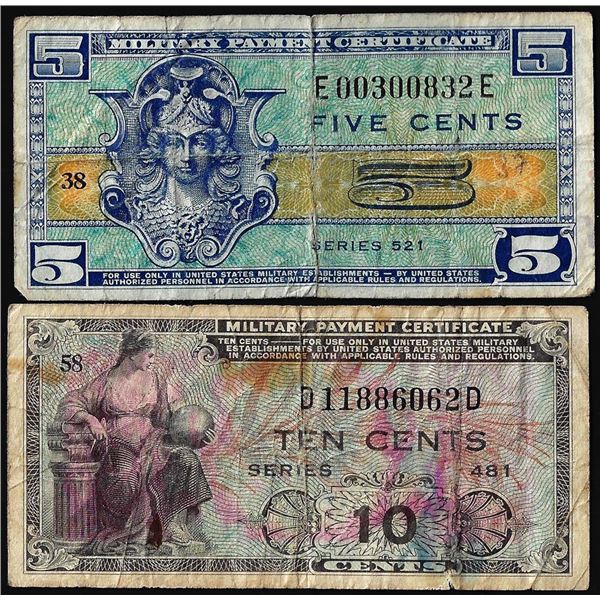 5 MILITARY PAYMENT CERTIFICATE 5
E00300832E
FIVE CENTS
38 5 37
SERIES 521
5 5
FOR USE ONLY IN UNITED STATES MILITARY ESTABLISHMENTS — BY UNITED STATES
AUTHORIZED PERSONNEL IN ACCORDANCE WITH APPLICABLE RULES AND REGULATIONS.
MILITARY PAYMENT CERTIFICATE
TEN CENTS — FOR USE ONLY IN UNITED STATES MILITARY
ESTABLISHMENTS BY UNITED STATES AUTHORIZED PERSONNEL
IN ACCORDANCE WITH APPLICABLE RULES AND REGULATIONS.
58
D11886062D
TEN CENTS
SERIES 481
10
CENTS